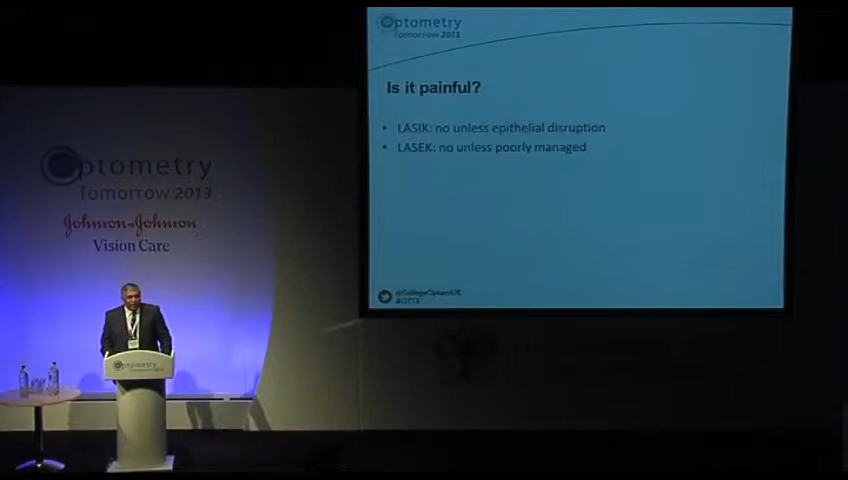 Optometry
Tomorrow 2013
Is it painful?
• LASIK: no unless epithelial disruption
• LASEK: no unless poorly managed
@CollegeOptomUK
Optometry
Tomorrow 2013
Johnson & Johnson
Vision Care
Optometry